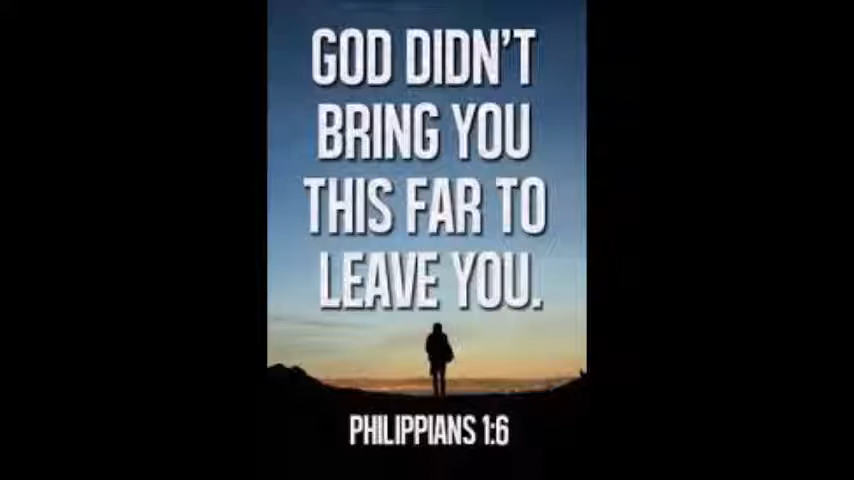 GOD DIDN'T
BRING YOU
THIS FAR TO
LEAVE YOU.
PHILIPPIANS 1:6